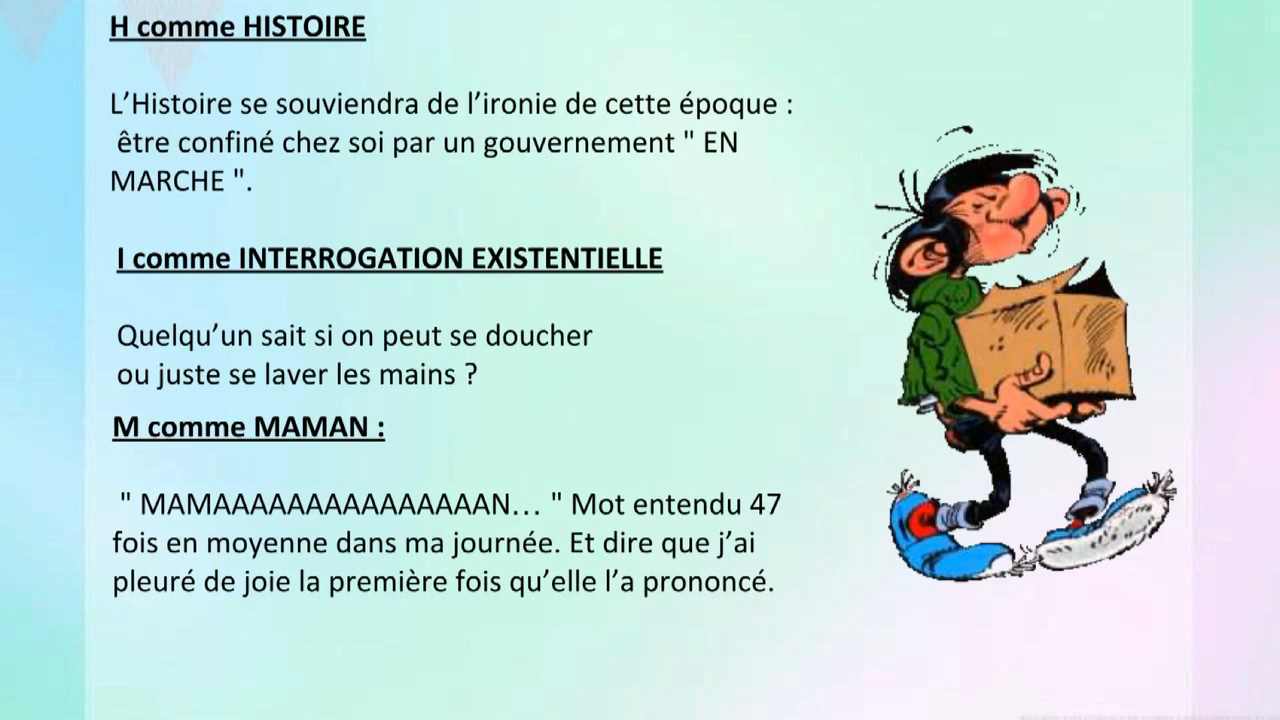 H comme HISTOIRE
L’Histoire se souviendra de l’ironie de cette époque :
être confiné chez soi par un gouvernement " EN
MARCHE ".
I comme INTERROGATION EXISTENTIELLE
Quelqu’un sait si on peut se doucher
ou juste se laver les mains ?
M comme MAMAN :
" MAMAAAAAAAAAAAAAAAN… " Mot entendu 47
fois en moyenne dans ma journée. Et dire que j’ai
pleuré de joie la première fois qu’elle l’a prononcé.